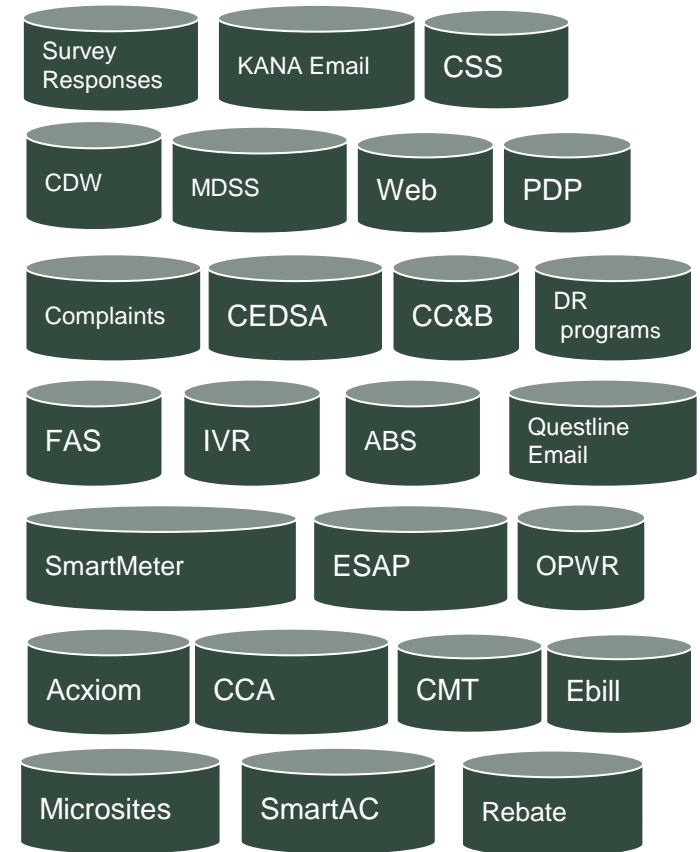 Survey
Responses
KANA Email
CSS
CDW
MDSS
Web
PDP
Complaints
CEDSA
CC&B
DR
programs
FAS
IVR
ABS
Questline
Email
SmartMeter
ESAP
OPWR
Acxiom
CCA
CMT
Ebill
Microsites
SmartAC
Rebate